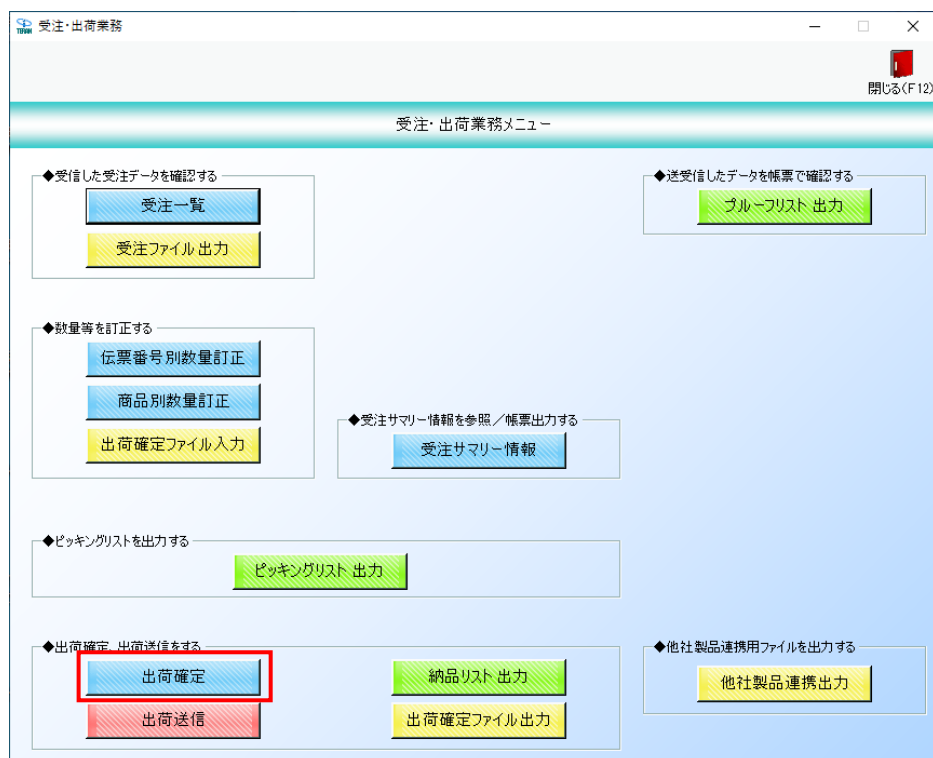 受注・出荷業務
閉じる(F12)
受注・出荷業務メニュー
◆受信した受注データを確認する
受注一覧
受注ファイル出力
◆送受信したデータを帳票で確認する
プルーフリスト出力
◆数量等を訂正する
伝票番号別数量訂正
商品別数量訂正
出荷確定ファイル入力
◆受注サマリー情報を参照／帳票出力する
受注サマリー情報
◆ピッキングリストを出力する
ピッキングリスト出力
◆出荷確定、出荷送信をする
出荷確定
納品リスト出力
出荷送信
出荷確定ファイル出力
◆他社製品連携用ファイルを出力する
他社製品連携出力